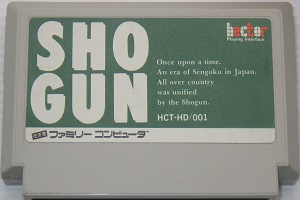 SHO
GUN
hector
Playing Interface
Once upon a time.
An era of Sengoku in Japan.
All over country
was unified
by the Shogun.
HCT-HD/001
ファミリー コンピュータ